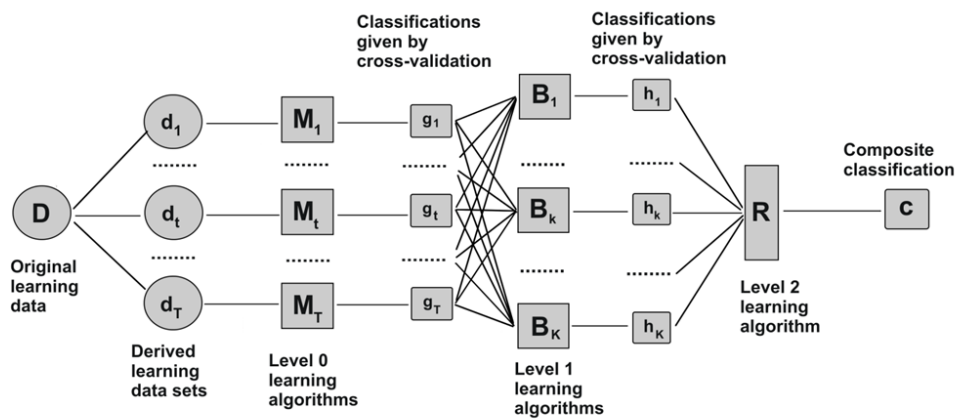 Classifications
given by
cross-validation
Classifications
given by
cross-validation
Composite
classification
D
d1
........
dt
........
dT
M1
........
Mt
........
MT
g1
........
gt
........
gT
B1
........
Bk
........
BK
h1
........
hk
........
hK
R
c
Original
learning
data
Derived
learning
data sets
Level 0
learning
algorithms
Level 1
learning
algorithms
Level 2
learning
algorithm